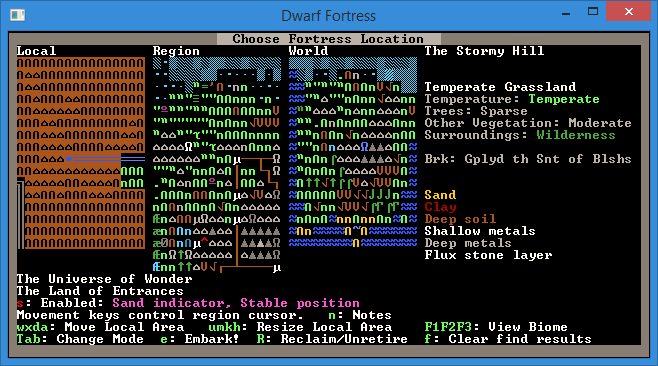 Dwarf Fortress
Choose Fortress Location
Local Region World The Stormy Hill
Temperate Grassland
Temperature: Temperate
Trees: Sparse
Other Vegetation: Moderate
Surroundings: Wilderness
Brk: Gplyd th Snt of Blshs
Sand
Clay
Deep soil
Shallow metals
Deep metals
Flux stone layer
The Universe of Wonder
The Land of Entrances
s: Enabled: Sand indicator, Stable position
Movement keys control region cursor. n: Notes
wxda: Move Local Area umkh: Resize Local Area F1F2F3: View Biome
Tab: Change Mode e: Embark! R: Reclaim/Unretire f: Clear find results